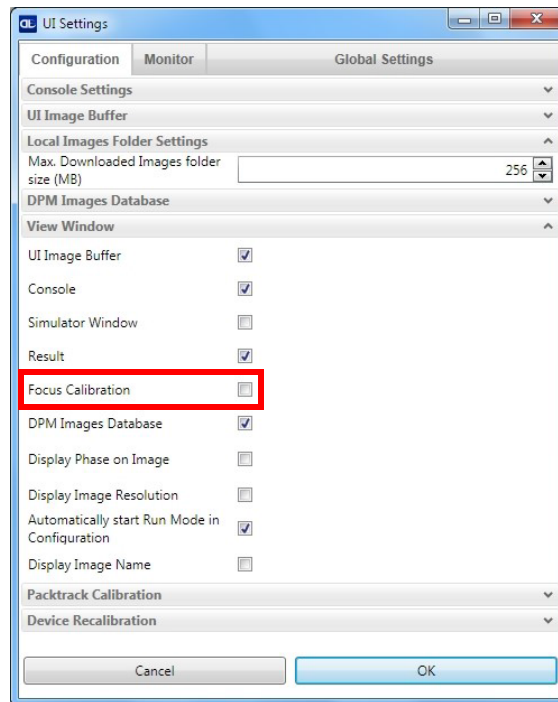 UI Settings
Configuration Monitor Global Settings
Console Settings
UI Image Buffer
Local Images Folder Settings
Max. Downloaded Images folder
size (MB)
256
DPM Images Database
View Window
UI Image Buffer
Console
Simulator Window
Result
Focus Calibration
DPM Images Database
Display Phase on Image
Display Image Resolution
Automatically start Run Mode in
Configuration
Display Image Name
Packtrack Calibration
Device Recalibration
Cancel OK